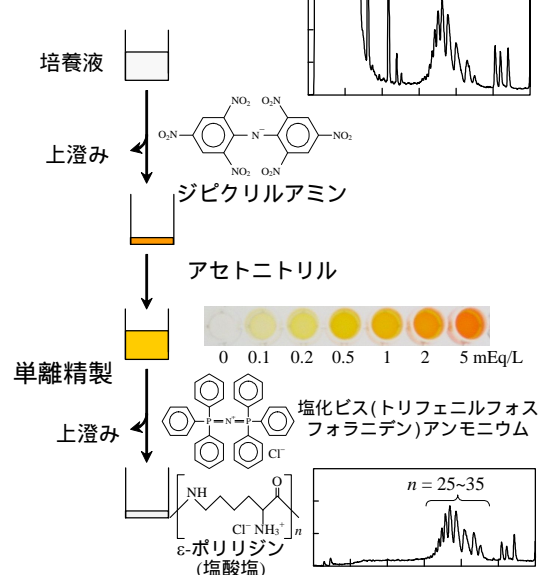 培養液
NO₂ O₂N
O₂N N⁻ NO₂
NO₂ O₂N
上澄み
ジピクリルアミン
アセトニトリル
0 0.1 0.2 0.5 1 2 5 mEq/L
単離精製
P N⁺ P
Cl⁻
塩化ビス(トリフェニルフォス
フォラニデン)アンモニウム
上澄み
n = 25~35
NH O
Cl⁻ NH₃⁺ n
ε-ポリリジン
(塩酸塩)